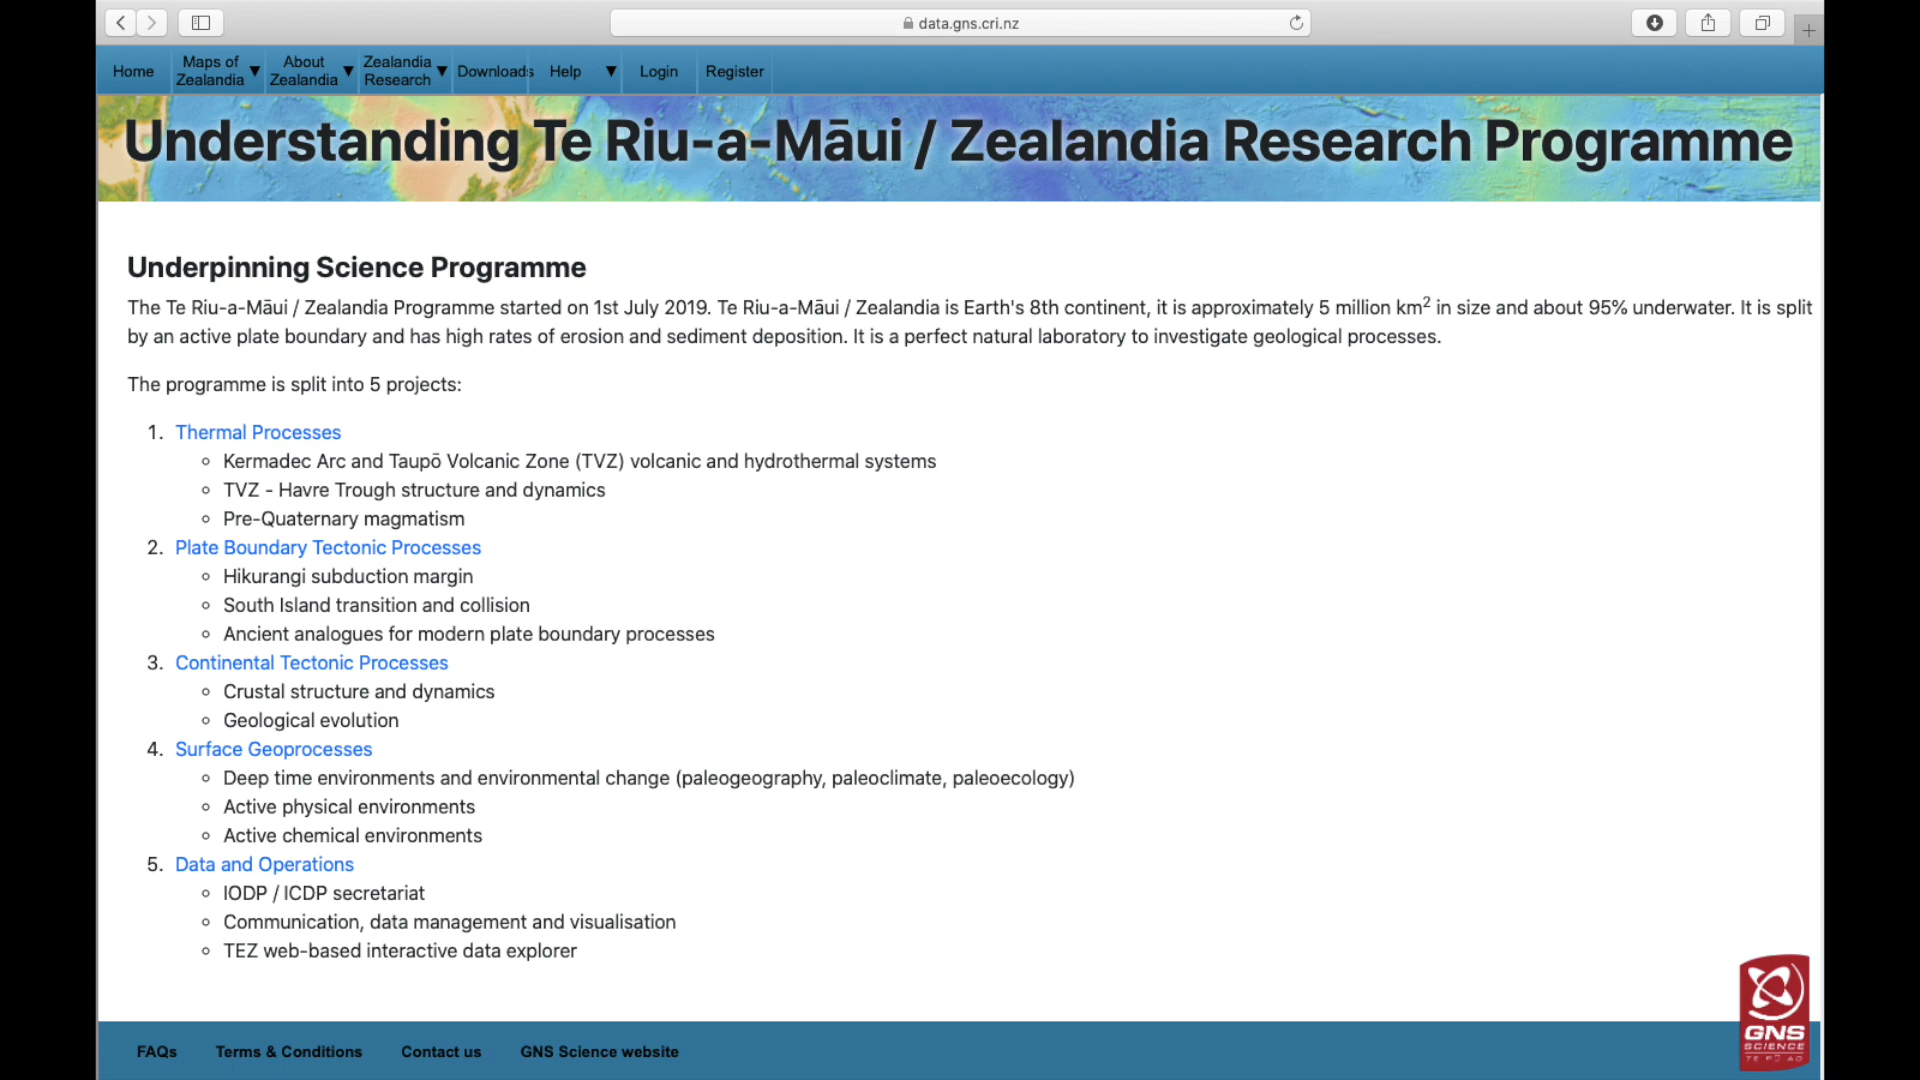 data.gns.cri.nz
Home
Maps of
Zealandia ▼
About
Zealandia ▼
Zealandia
Research ▼
Downloads
Help ▼
Login
Register
Understanding Te Riu-a-Māui / Zealandia Research Programme
Underpinning Science Programme
The Te Riu-a-Māui / Zealandia Programme started on 1st July 2019. Te Riu-a-Māui / Zealandia is Earth's 8th continent, it is approximately 5 million km² in size and about 95% underwater. It is split
by an active plate boundary and has high rates of erosion and sediment deposition. It is a perfect natural laboratory to investigate geological processes.
The programme is split into 5 projects:
1. Thermal Processes
◦ Kermadec Arc and Taupō Volcanic Zone (TVZ) volcanic and hydrothermal systems
◦ TVZ - Havre Trough structure and dynamics
◦ Pre-Quaternary magmatism
2. Plate Boundary Tectonic Processes
◦ Hikurangi subduction margin
◦ South Island transition and collision
◦ Ancient analogues for modern plate boundary processes
3. Continental Tectonic Processes
◦ Crustal structure and dynamics
◦ Geological evolution
4. Surface Geoprocesses
◦ Deep time environments and environmental change (paleogeography, paleoclimate, paleoecology)
◦ Active physical environments
◦ Active chemical environments
5. Data and Operations
◦ IODP / ICDP secretariat
◦ Communication, data management and visualisation
◦ TEZ web-based interactive data explorer
GNS
SCIENCE
TE PŪ AO
FAQs
Terms & Conditions
Contact us
GNS Science website